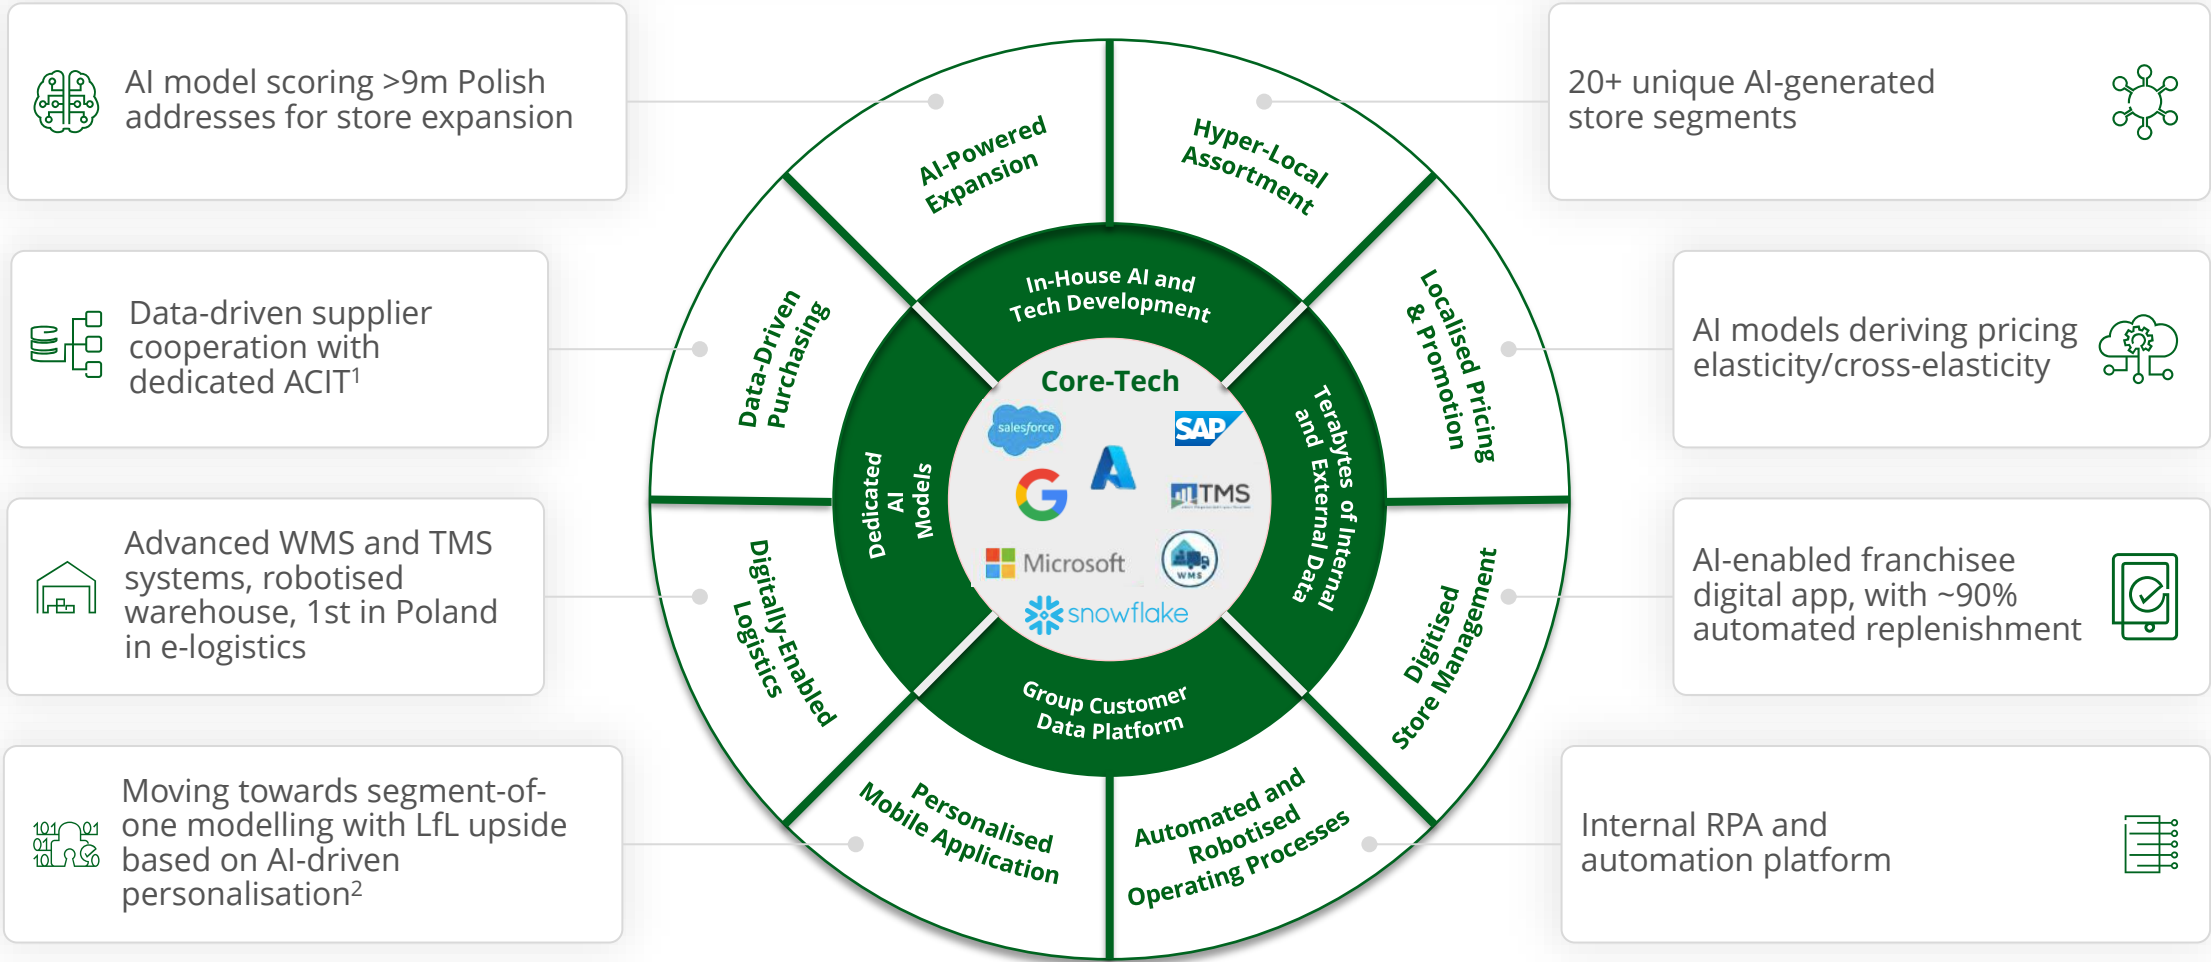 AI model scoring >9m Polish
addresses for store expansion
Data-driven supplier
cooperation with
dedicated ACIT1
Advanced WMS and TMS
systems, robotised
warehouse, 1st in Poland
in e-logistics
Moving towards segment-of-
one modelling with LfL upside
based on AI-driven
personalisation2
AI-Powered
Expansion
Hyper-Local
Assortment
Data-Driven
Purchasing
Localised Pricing
& Promotion
Digitally-Enabled
Logistics
Digitised
Store Management
Personalised
Mobile Application
Automated and
Robotised
Operating Processes
In-House AI and
Tech Development
Dedicated
AI
Models
Terabytes of Internal
and External Data
Group Customer
Data Platform
Core-Tech
salesforce
SAP
TMS
Microsoft
WMS
snowflake
20+ unique AI-generated
store segments
AI models deriving pricing
elasticity/cross-elasticity
AI-enabled franchisee
digital app, with ~90%
automated replenishment
Internal RPA and
automation platform
101 01
01
10